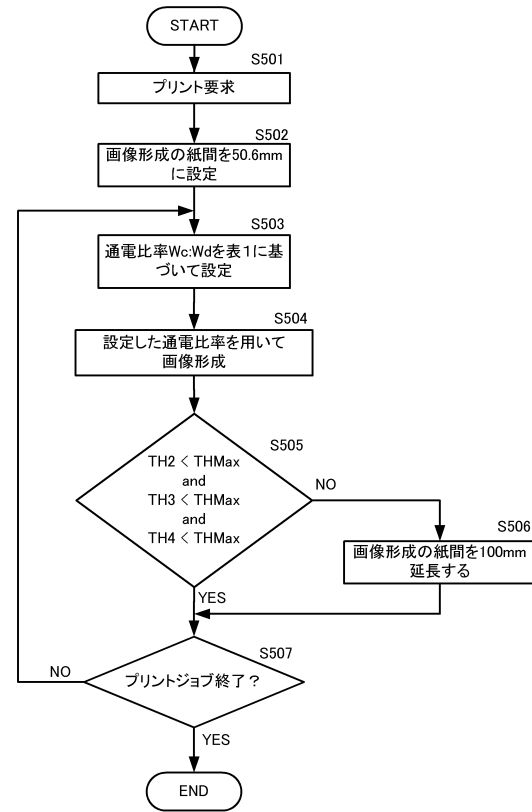 START
S501
プリント要求
S502
画像形成の紙間を50.6mm
に設定
S503
通電比率Wc:Wdを表1に基
づいて設定
S504
設定した通電比率を用いて
画像形成
S505
TH2 < THMax
and
TH3 < THMax
and
TH4 < THMax
NO
S506
画像形成の紙間を100mm
延長する
YES
S507
プリントジョブ終了？
NO
YES
END